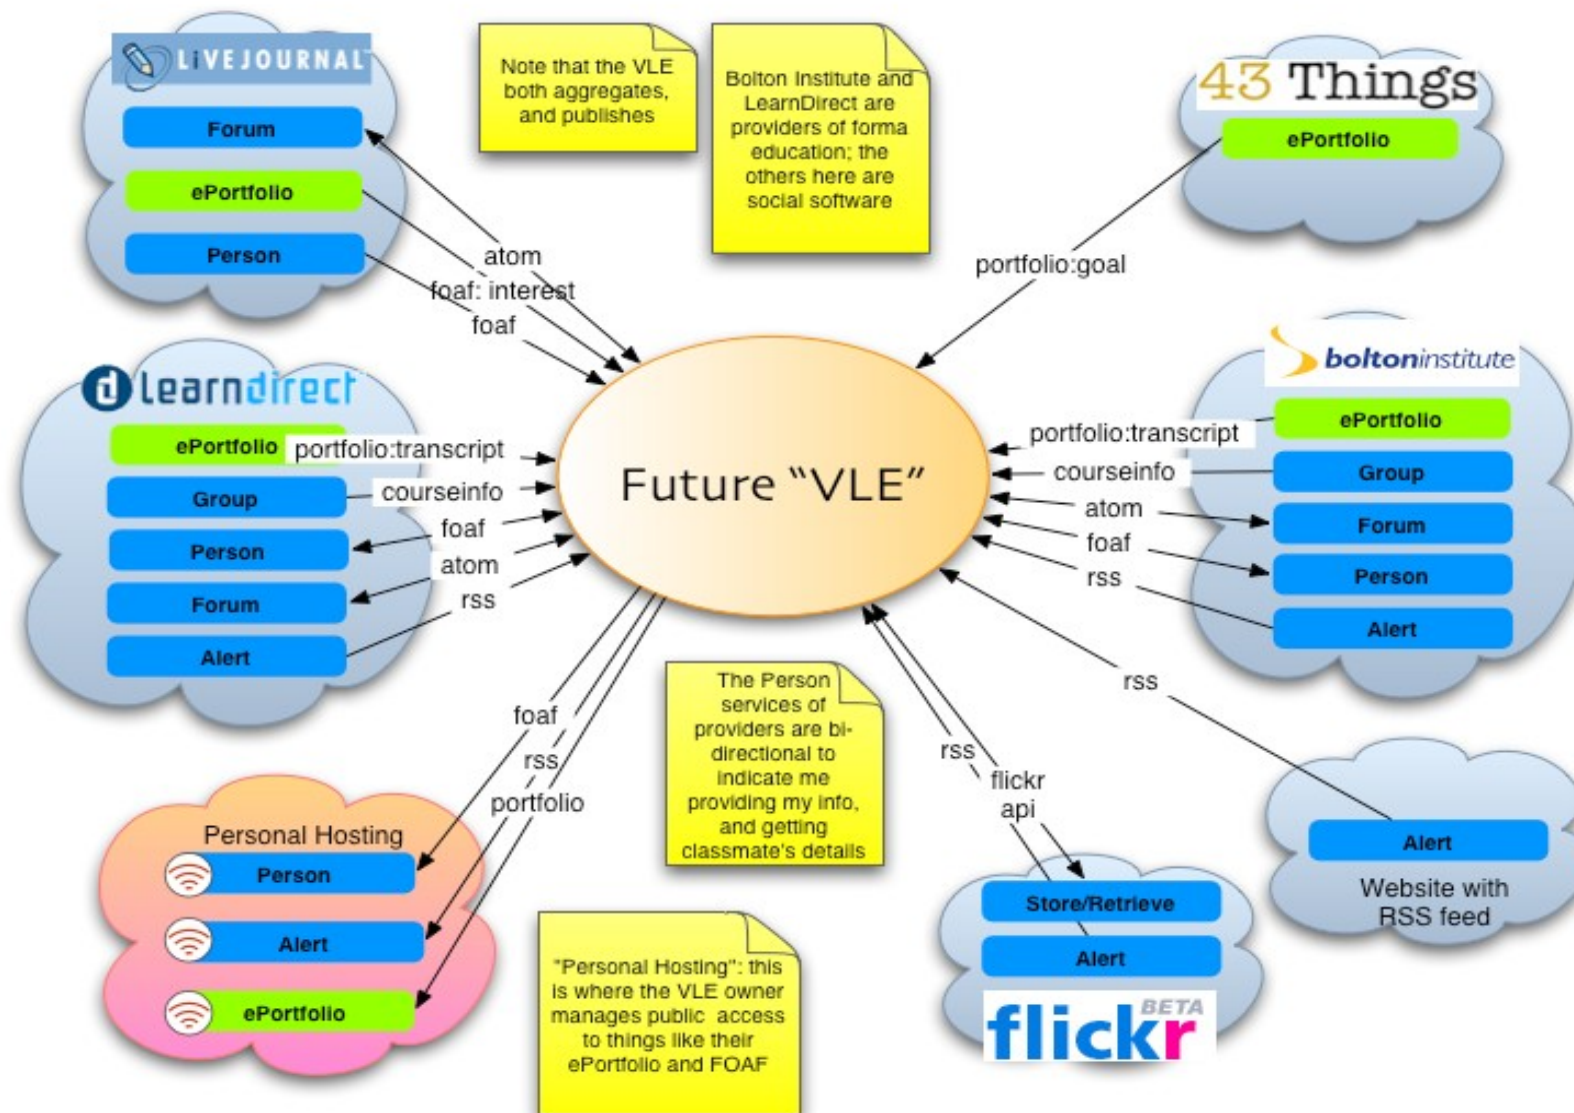 LiVEJOURNAL
Forum
ePortfolio
Person
Note that the VLE
both aggregates,
and publishes
Bolton Institute and
LearnDirect are
providers of forma
education; the
others here are
social software
43 Things
ePortfolio
atom
foaf: interest
foaf
portfolio:goal
learndirect
ePortfolio
Group
Person
Forum
Alert
portfolio:transcript
courseinfo
foaf
atom
rss
Future “VLE”
boltoninstitute
ePortfolio
Group
Forum
Person
Alert
portfolio:transcript
courseinfo
atom
foaf
rss
foaf
rss
portfolio
Personal Hosting
Person
Alert
ePortfolio
The Person
services of
providers are bi-
directional to
indicate me
providing my info,
and getting
classmate's details
"Personal Hosting": this
is where the VLE owner
manages public access
to things like their
ePortfolio and FOAF
rss
flickr
api
Store/Retrieve
Alert
flickr BETA
rss
Alert
Website with
RSS feed